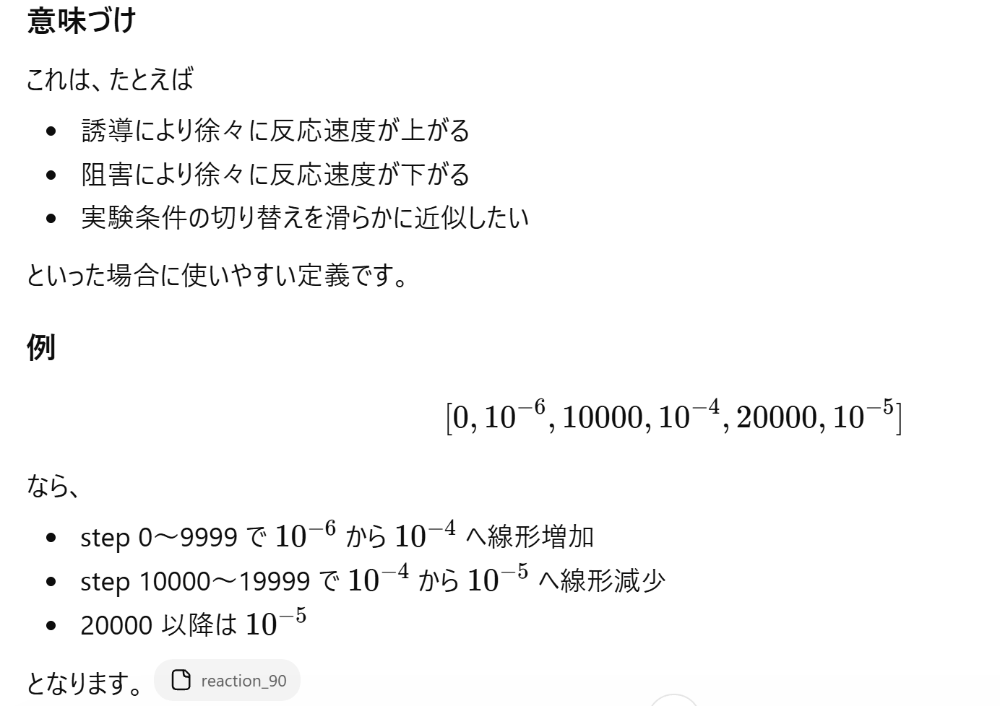 意味づけ
これは、たとえば
• 誘導により徐々に反応速度が上がる
• 阻害により徐々に反応速度が下がる
• 実験条件の切り替えを滑らかに近似したい
といった場合に使いやすい定義です。
例
[0, 10⁻⁶, 10000, 10⁻⁴, 20000, 10⁻⁵]
なら、
• step 0～9999 で 10⁻⁶ から 10⁻⁴ へ線形増加
• step 10000～19999 で 10⁻⁴ から 10⁻⁵ へ線形減少
• 20000 以降は 10⁻⁵
となります。 reaction_90